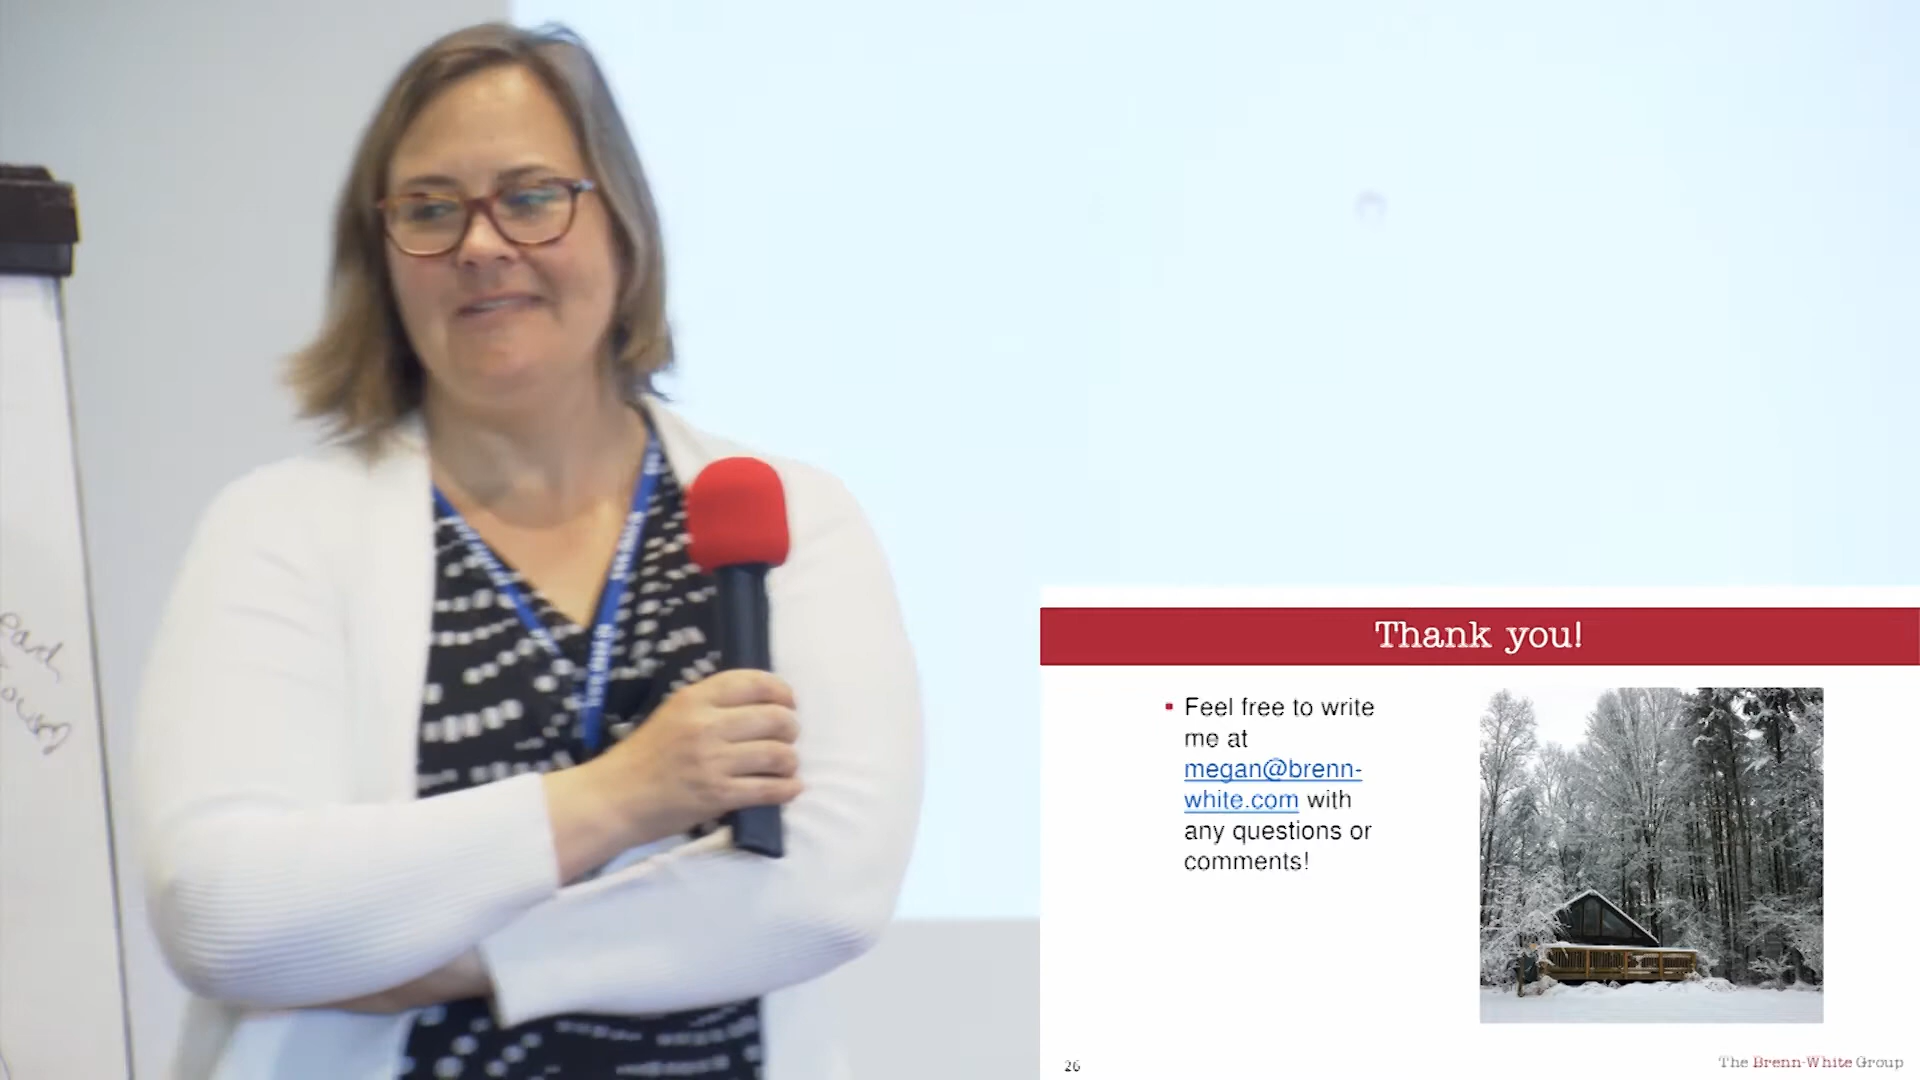 Thank you!
▪ Feel free to write
me at
megan@brenn-
white.com with
any questions or
comments!
26
The Brenn-White Group